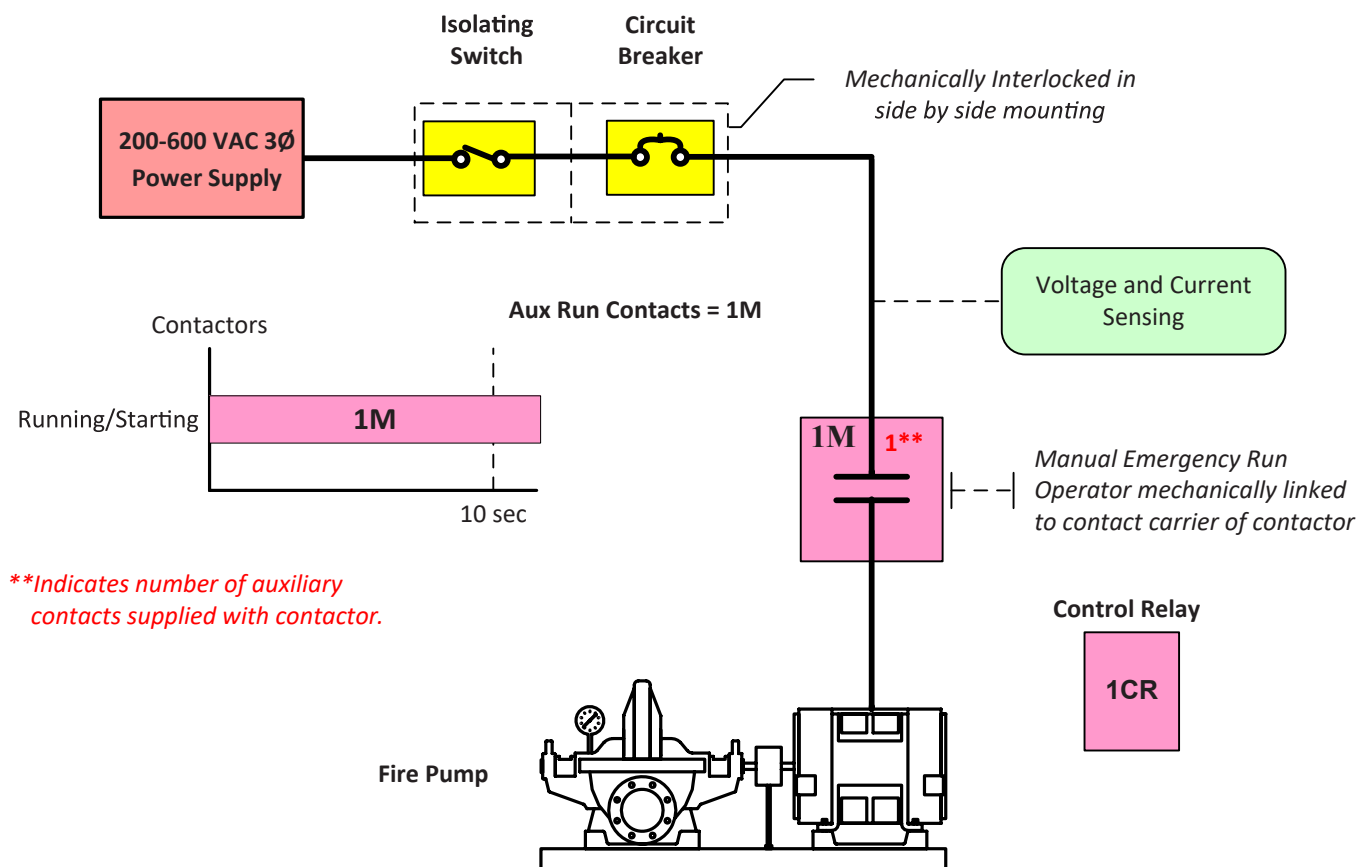 Isolating
Switch
Circuit
Breaker
Mechanically Interlocked in
side by side mounting
200-600 VAC 3Ø
Power Supply
Voltage and Current
Sensing
Aux Run Contacts = 1M
Contactors
Running/Starting
1M
10 sec
1M
1**
Manual Emergency Run
Operator mechanically linked
to contact carrier of contactor
**Indicates number of auxiliary
contacts supplied with contactor.
Control Relay
1CR
Fire Pump